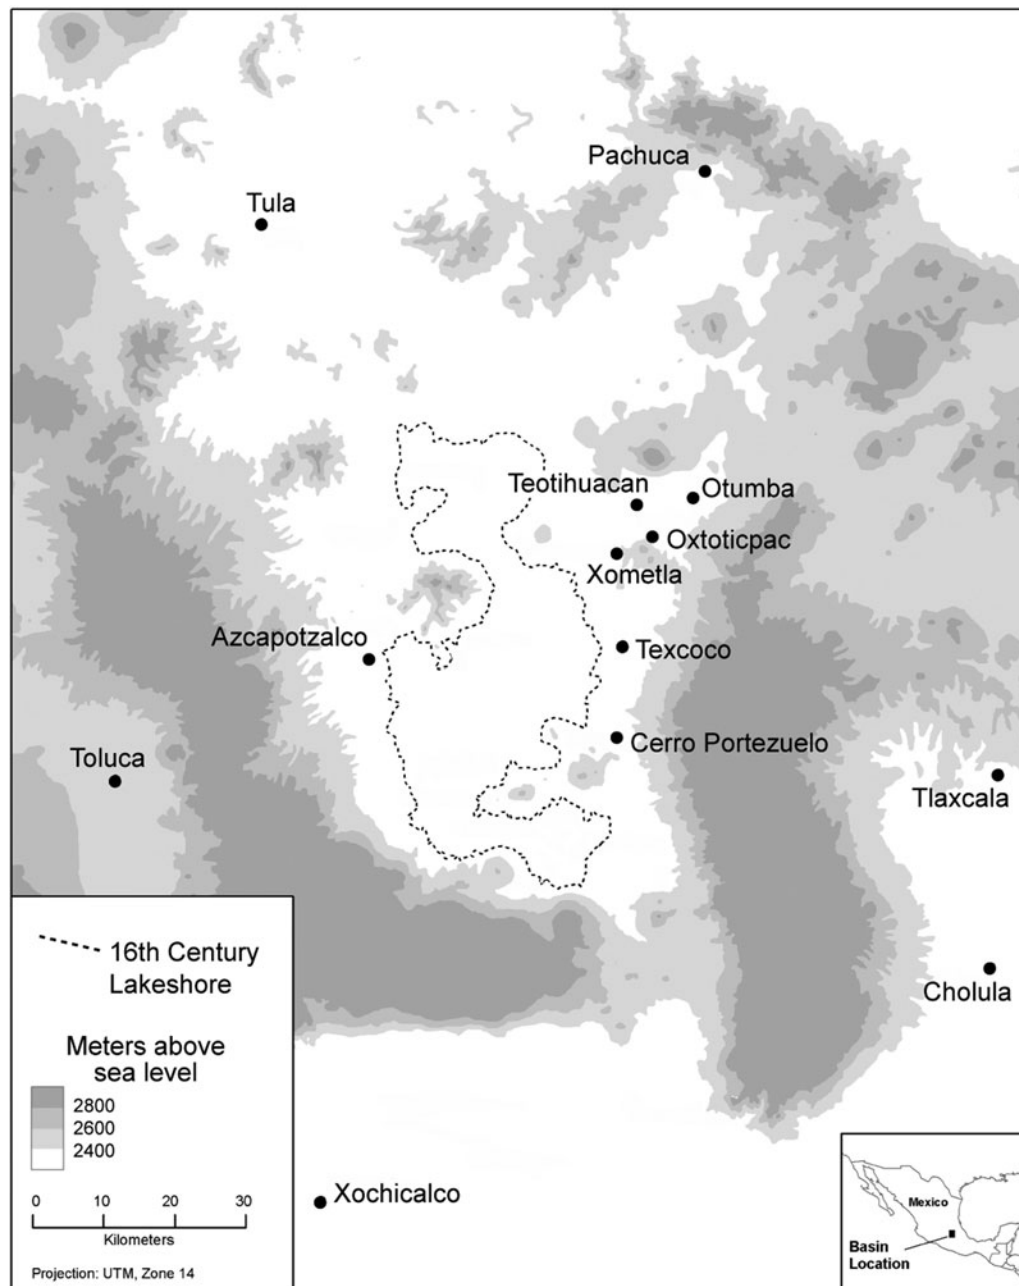 Pachuca
Tula
Teotihuacan
Otumba
Oxtoticpac
Xometla
Azcapotzalco
Texcoco
Cerro Portezuelo
Toluca
Tlaxcala
Cholula
Xochicalco
16th Century
Lakeshore
Meters above
sea level
2800
2600
2400
0 10 20 30
Kilometers
Projection: UTM, Zone 14
Mexico
Basin
Location